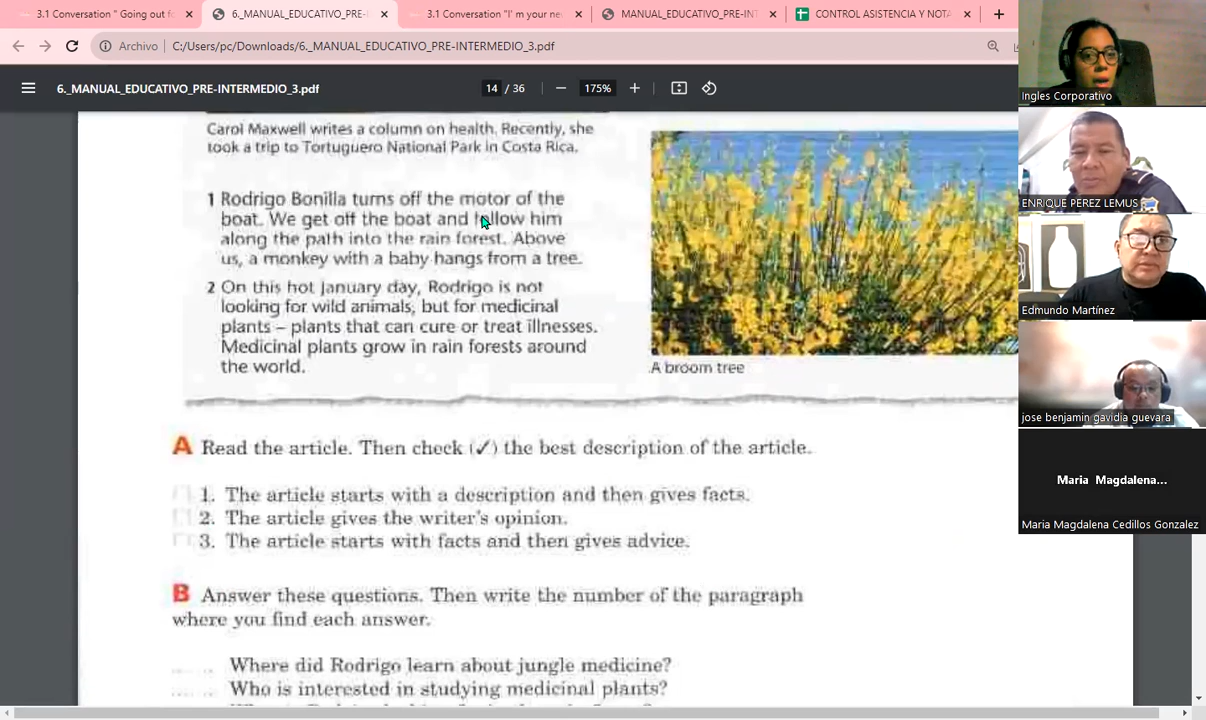 3.1 Conversation " Going out fo
6._MANUAL_EDUCATIVO_PRE-
3.1 Conversation "I' m your ne
MANUAL_EDUCATIVO_PRE-INT
CONTROL ASISTENCIA Y NOTA
Archivo
C:/Users/pc/Downloads/6._MANUAL_EDUCATIVO_PRE-INTERMEDIO_3.pdf
6._MANUAL_EDUCATIVO_PRE-INTERMEDIO_3.pdf
14 / 36
175%
Carol Maxwell writes a column on health. Recently, she
took a trip to Tortuguero National Park in Costa Rica.
1 Rodrigo Bonilla turns off the motor of the
boat. We get off the boat and follow him
along the path into the rain forest. Above
us, a monkey with a baby hangs from a tree.
2 On this hot January day, Rodrigo is not
looking for wild animals, but for medicinal
plants – plants that can cure or treat illnesses.
Medicinal plants grow in rain forests around
the world.
A broom tree
A Read the article. Then check (✓) the best description of the article.
1. The article starts with a description and then gives facts.
2. The article gives the writer's opinion.
3. The article starts with facts and then gives advice.
B Answer these questions. Then write the number of the paragraph
where you find each answer.
Where did Rodrigo learn about jungle medicine?
Who is interested in studying medicinal plants?
Ingles Corporativo
ENRIQUE PEREZ LEMUS
Edmundo Martínez
jose benjamin gavidia guevara
Maria Magdalena...
Maria Magdalena Cedillos Gonzalez